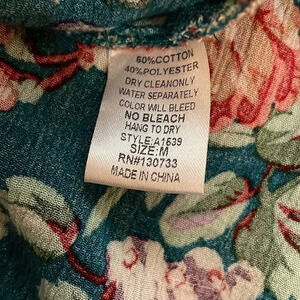 60%COTTON
40%POLYESTER
DRY CLEANONLY
WATER SEPARATELY
COLOR WILL BLEED
NO BLEACH
HANG TO DRY
STYLE:A1539
SIZE:M
RN#130733
MADE IN CHINA